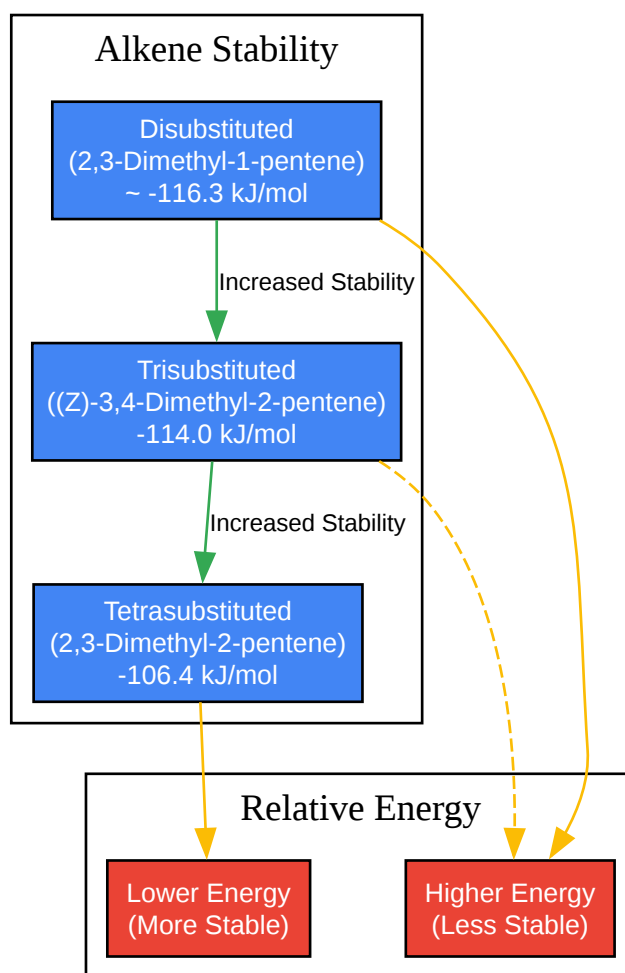 Alkene Stability
Disubstituted
(2,3-Dimethyl-1-pentene)
~ -116.3 kJ/mol
Increased Stability
Trisubstituted
((Z)-3,4-Dimethyl-2-pentene)
-114.0 kJ/mol
Increased Stability
Tetrasubstituted
(2,3-Dimethyl-2-pentene)
-106.4 kJ/mol
Relative Energy
Lower Energy
(More Stable)
Higher Energy
(Less Stable)